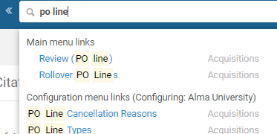 « po line
Main menu links
Review (PO line) Acquisitions
Rollover PO Lines Acquisitions
Cita
Configuration menu links (Configuring: Alma University)
PO Line Cancellation Reasons Acquisitions
PO Line Types Acquisitions